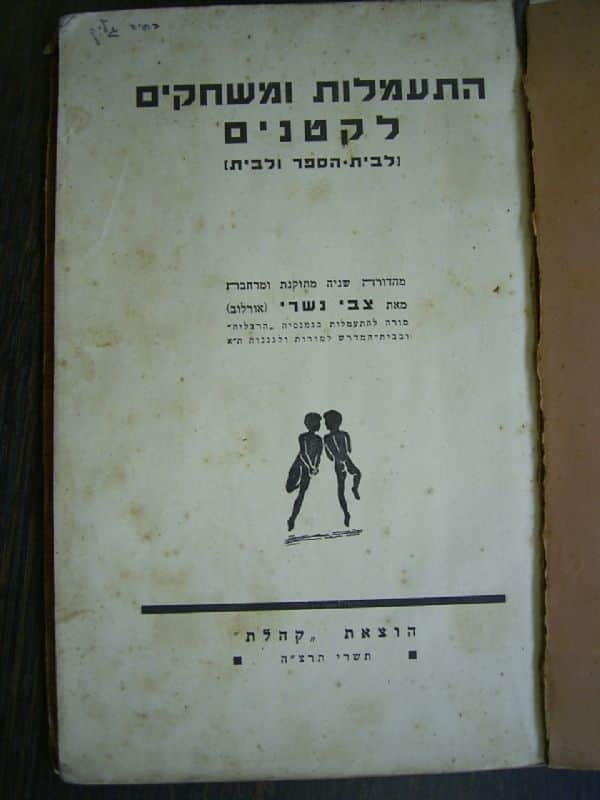 התעמלות ומשחקים
לקטנים
(לבית-הספר ולבית)
מהדורה שניה מתוקנת ומרחבת
מאת צבי נשרי (אורלוב)
מורה להתעמלות בגמנסיה „הרצליה"
ובבית-המדרש למורות ולגננות ת"א
הוצאת „קהלת"
תשרי תרצ"ה